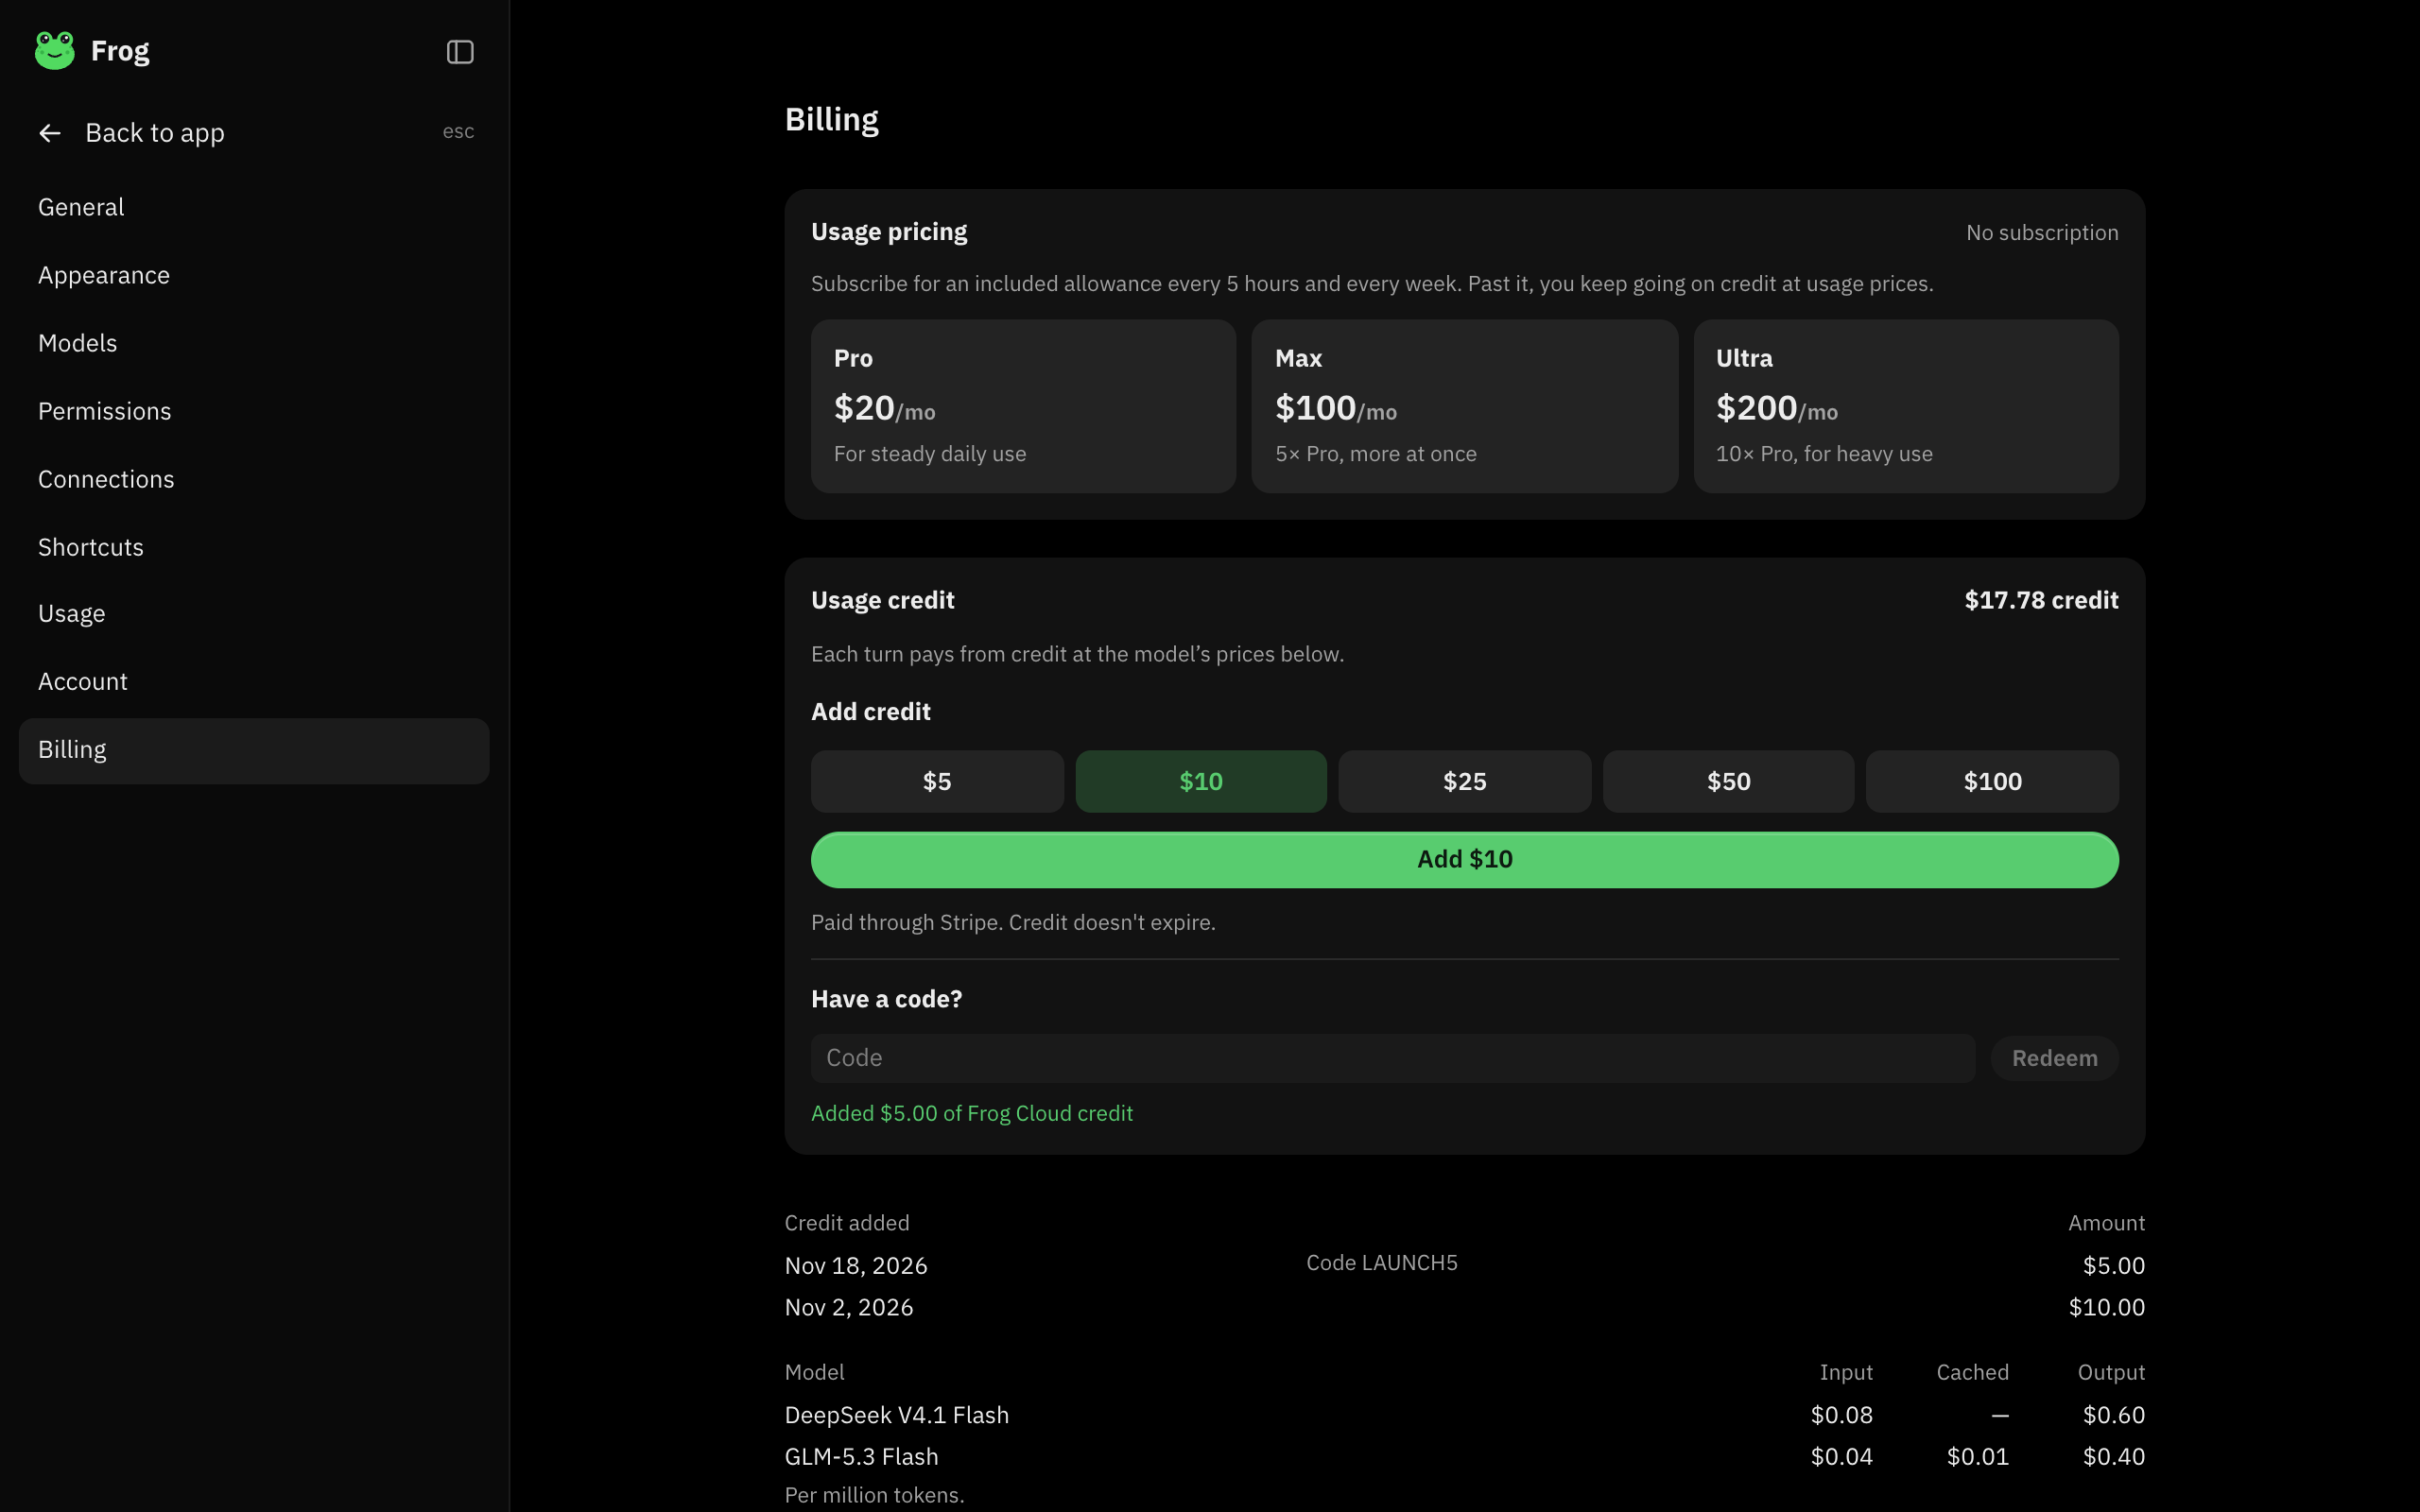 Frog
Back to app
esc
General
Appearance
Models
Permissions
Connections
Shortcuts
Usage
Account
Billing
Billing
Usage pricing
No subscription
Subscribe for an included allowance every 5 hours and every week. Past it, you keep going on credit at usage prices.
Pro
$20/mo
For steady daily use
Max
$100/mo
5× Pro, more at once
Ultra
$200/mo
10× Pro, for heavy use
Usage credit
$17.78 credit
Each turn pays from credit at the model’s prices below.
Add credit
$5 $10 $25 $50 $100
Add $10
Paid through Stripe. Credit doesn't expire.
Have a code?
Code
Redeem
Added $5.00 of Frog Cloud credit
Credit added Amount
Nov 18, 2026 Code LAUNCH5 $5.00
Nov 2, 2026 $10.00
Model Input Cached Output
DeepSeek V4.1 Flash $0.08 — $0.60
GLM-5.3 Flash $0.04 $0.01 $0.40
Per million tokens.